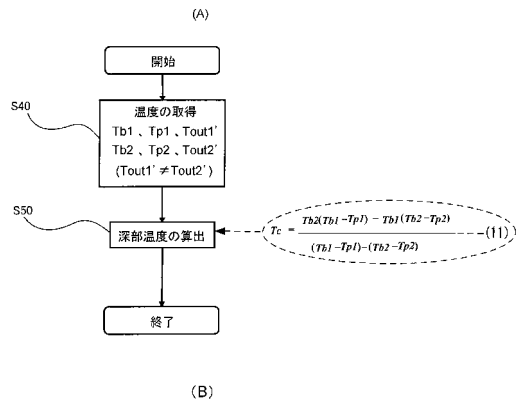 (A)
開始
S40
温度の取得
Tb1 、Tp1 、Tout1'
Tb2 、Tp2 、Tout2'
(Tout1' ≠Tout2' )
S50
深部温度の算出
Tc = Tb2(Tb1-Tp1) - Tb1(Tb2-Tp2) / (Tb1-Tp1)-(Tb2-Tp2) —(11)
終了
(B)